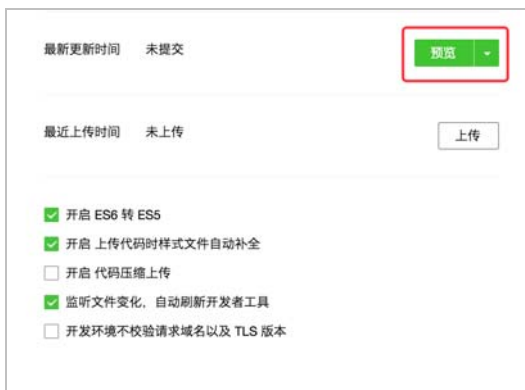 最新更新时间 未提交 预览
最近上传时间 未上传 上传
开启 ES6 转 ES5
开启 上传代码时样式文件自动补全
开启 代码压缩上传
监听文件变化，自动刷新开发者工具
开发环境不校验请求域名以及 TLS 版本